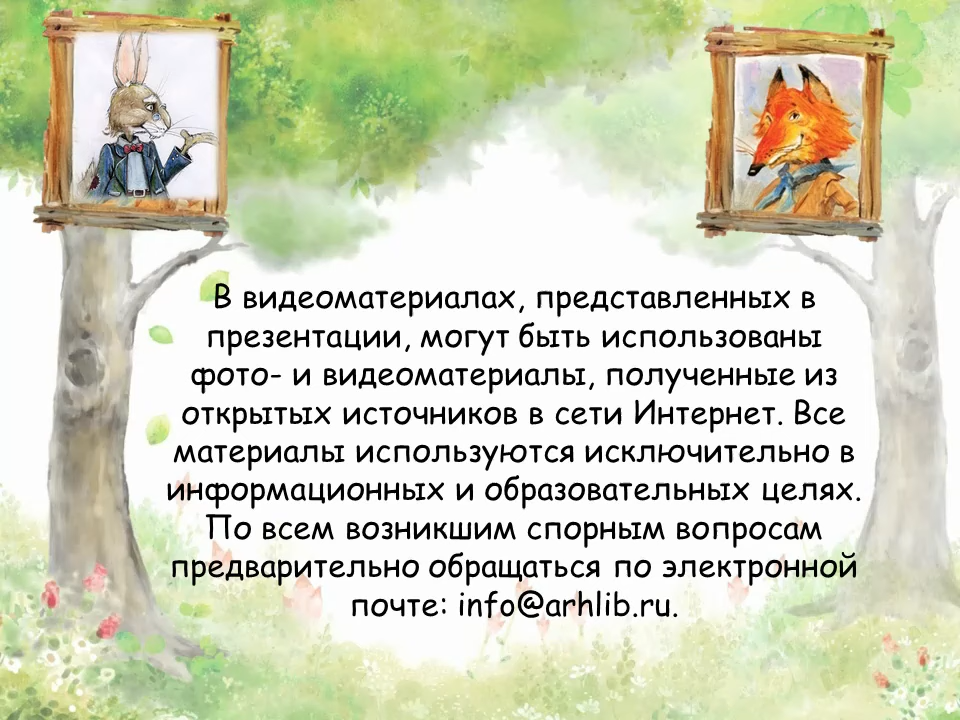 В видеоматериалах, представленных в
презентации, могут быть использованы
фото- и видеоматериалы, полученные из
открытых источников в сети Интернет. Все
материалы используются исключительно в
информационных и образовательных целях.
По всем возникшим спорным вопросам
предварительно обращаться по электронной
почте: info@arhlib.ru.